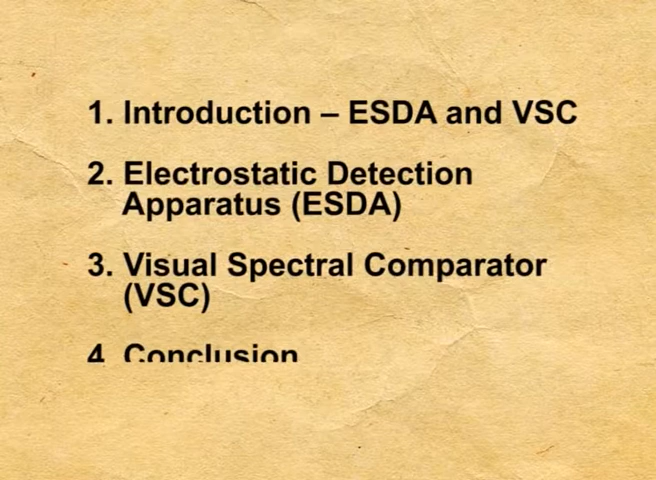 1. Introduction – ESDA and VSC
2. Electrostatic Detection
Apparatus (ESDA)
3. Visual Spectral Comparator
(VSC)
4. Conclusion